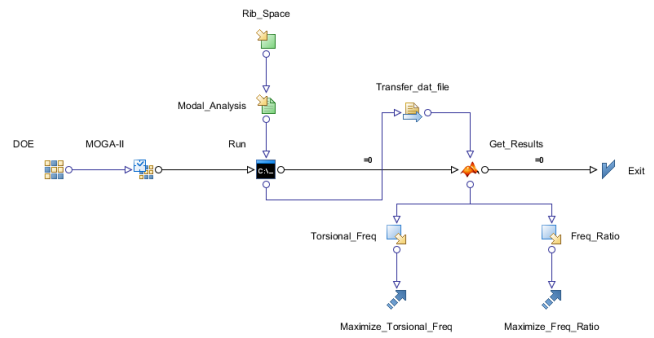 Rib_Space
Transfer_dat_file
Modal_Analysis
DOE
MOGA-II
Run
Get_Results
=0
=0
C:\...
Exit
Torsional_Freq
Freq_Ratio
Maximize_Torsional_Freq
Maximize_Freq_Ratio